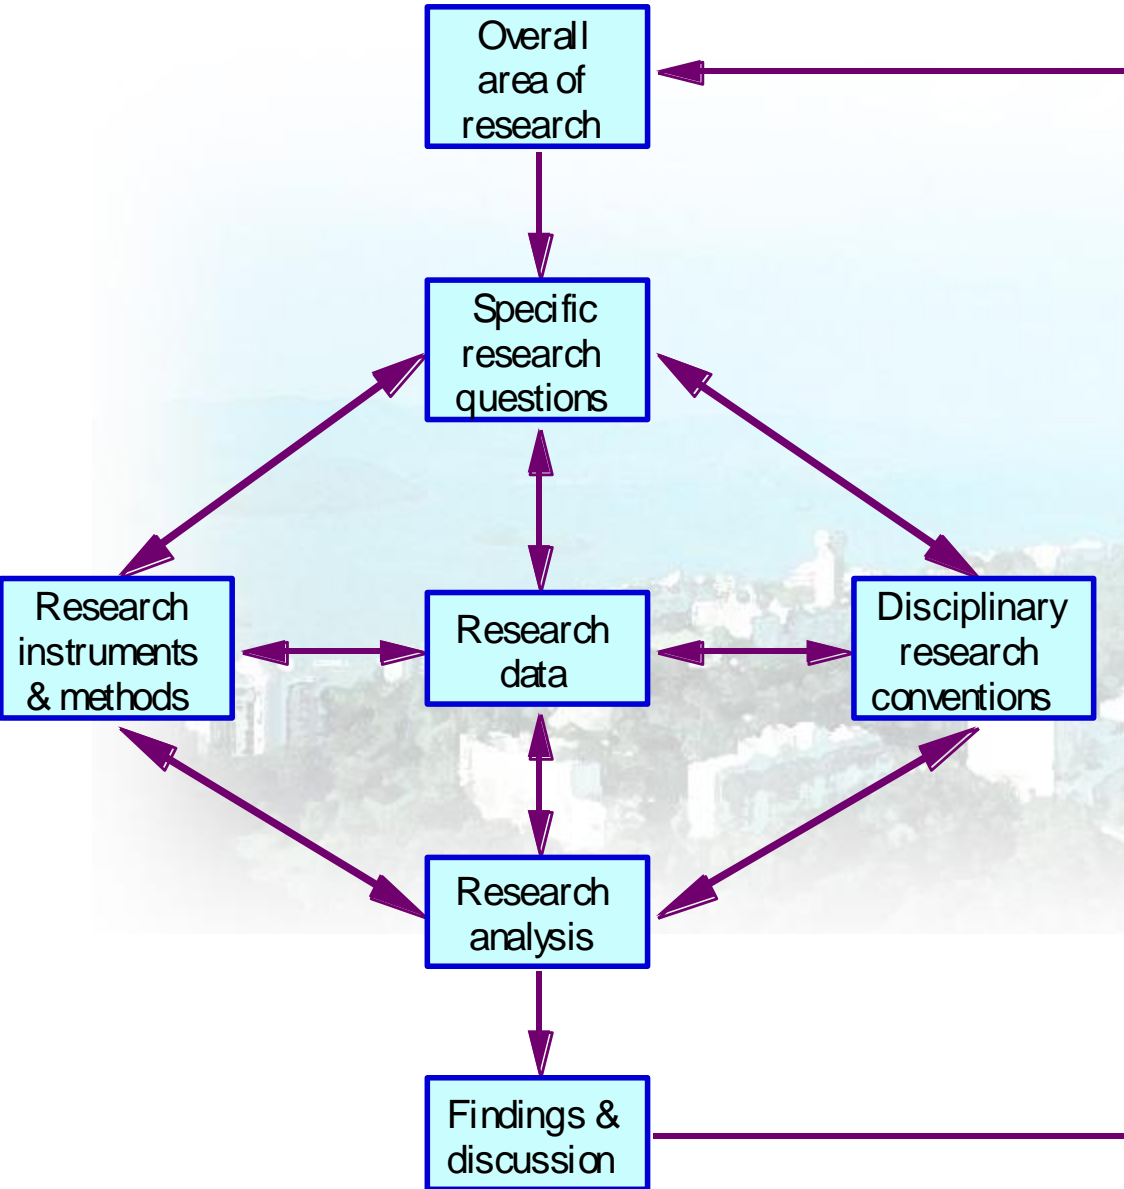 Overall
area of
research
Specific
research
questions
Research
instruments
& methods
Research
data
Disciplinary
research
conventions
Research
analysis
Findings &
discussion